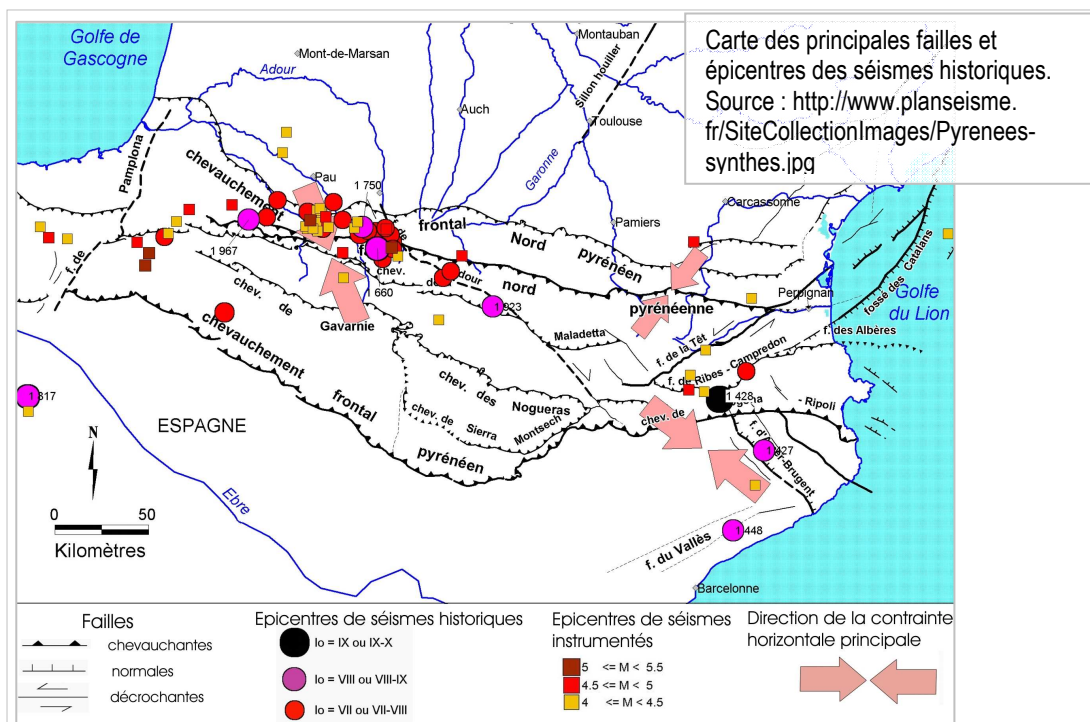 Carte des principales failles et
épicentres des séismes historiques.
Source : http://www.planseisme.
fr/SiteCollectionImages/Pyrenees-
synthes.jpg
Golfe de
Gascogne
Mont-de-Marsan
Montauban
Adour
Auch
Sillon houiller
Toulouse
Garonne
Pamplona
f. de
chevauchement
Pau
1 750
frontal
Nord
pyrénéen
Pamiers
Carcassonne
1 967
chev. de
1 660
Gavarnie
chev.
de
Adour
nord
pyrénéenne
1 923
Maladetta
Perpignan
fossé des Catalans
Golfe
du Lion
f. de la Têt
f. des Albères
f. de Ribes - Campredon
1 428
- Ripoll
chevauchement
frontal
pyrénéen
chev. des
Nogueras
chev. de
Sierra
Montsech
chev. de
1 427
1 448
f. du Vallès
Barcelonne
ESPAGNE
Ebre
N
0
50
Kilomètres
Failles
chevauchantes
normales
décrochantes
Epicentres de séismes historiques
Io = IX ou IX-X
Io = VIII ou VIII-IX
Io = VII ou VII-VIII
Epicentres de séismes
instrumentés
5 <= M < 5.5
4.5 <= M < 5
4 <= M < 4.5
Direction de la contrainte
horizontale principale